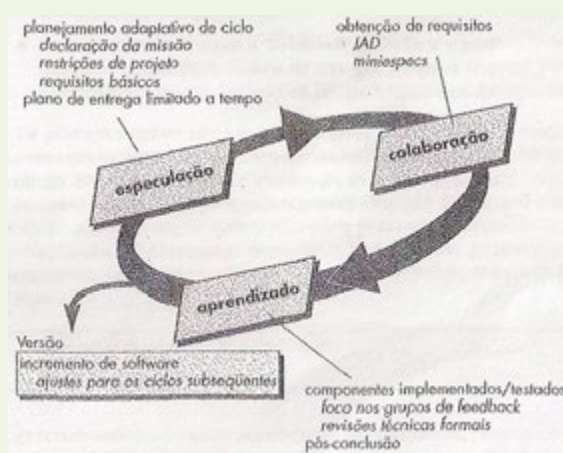 planejamento adaptativo de ciclo
declaração da missão
restrições de projeto
requisitos básicos
plano de entrega limitado a tempo
obtenção de requisitos
JAD
miniespecs
especulação
colaboração
aprendizado
Versão
incremento de software
ajustes para os ciclos subseqüentes
componentes implementados/testados
foco nos grupos de feedback
revisões técnicas formais
pós-conclusão